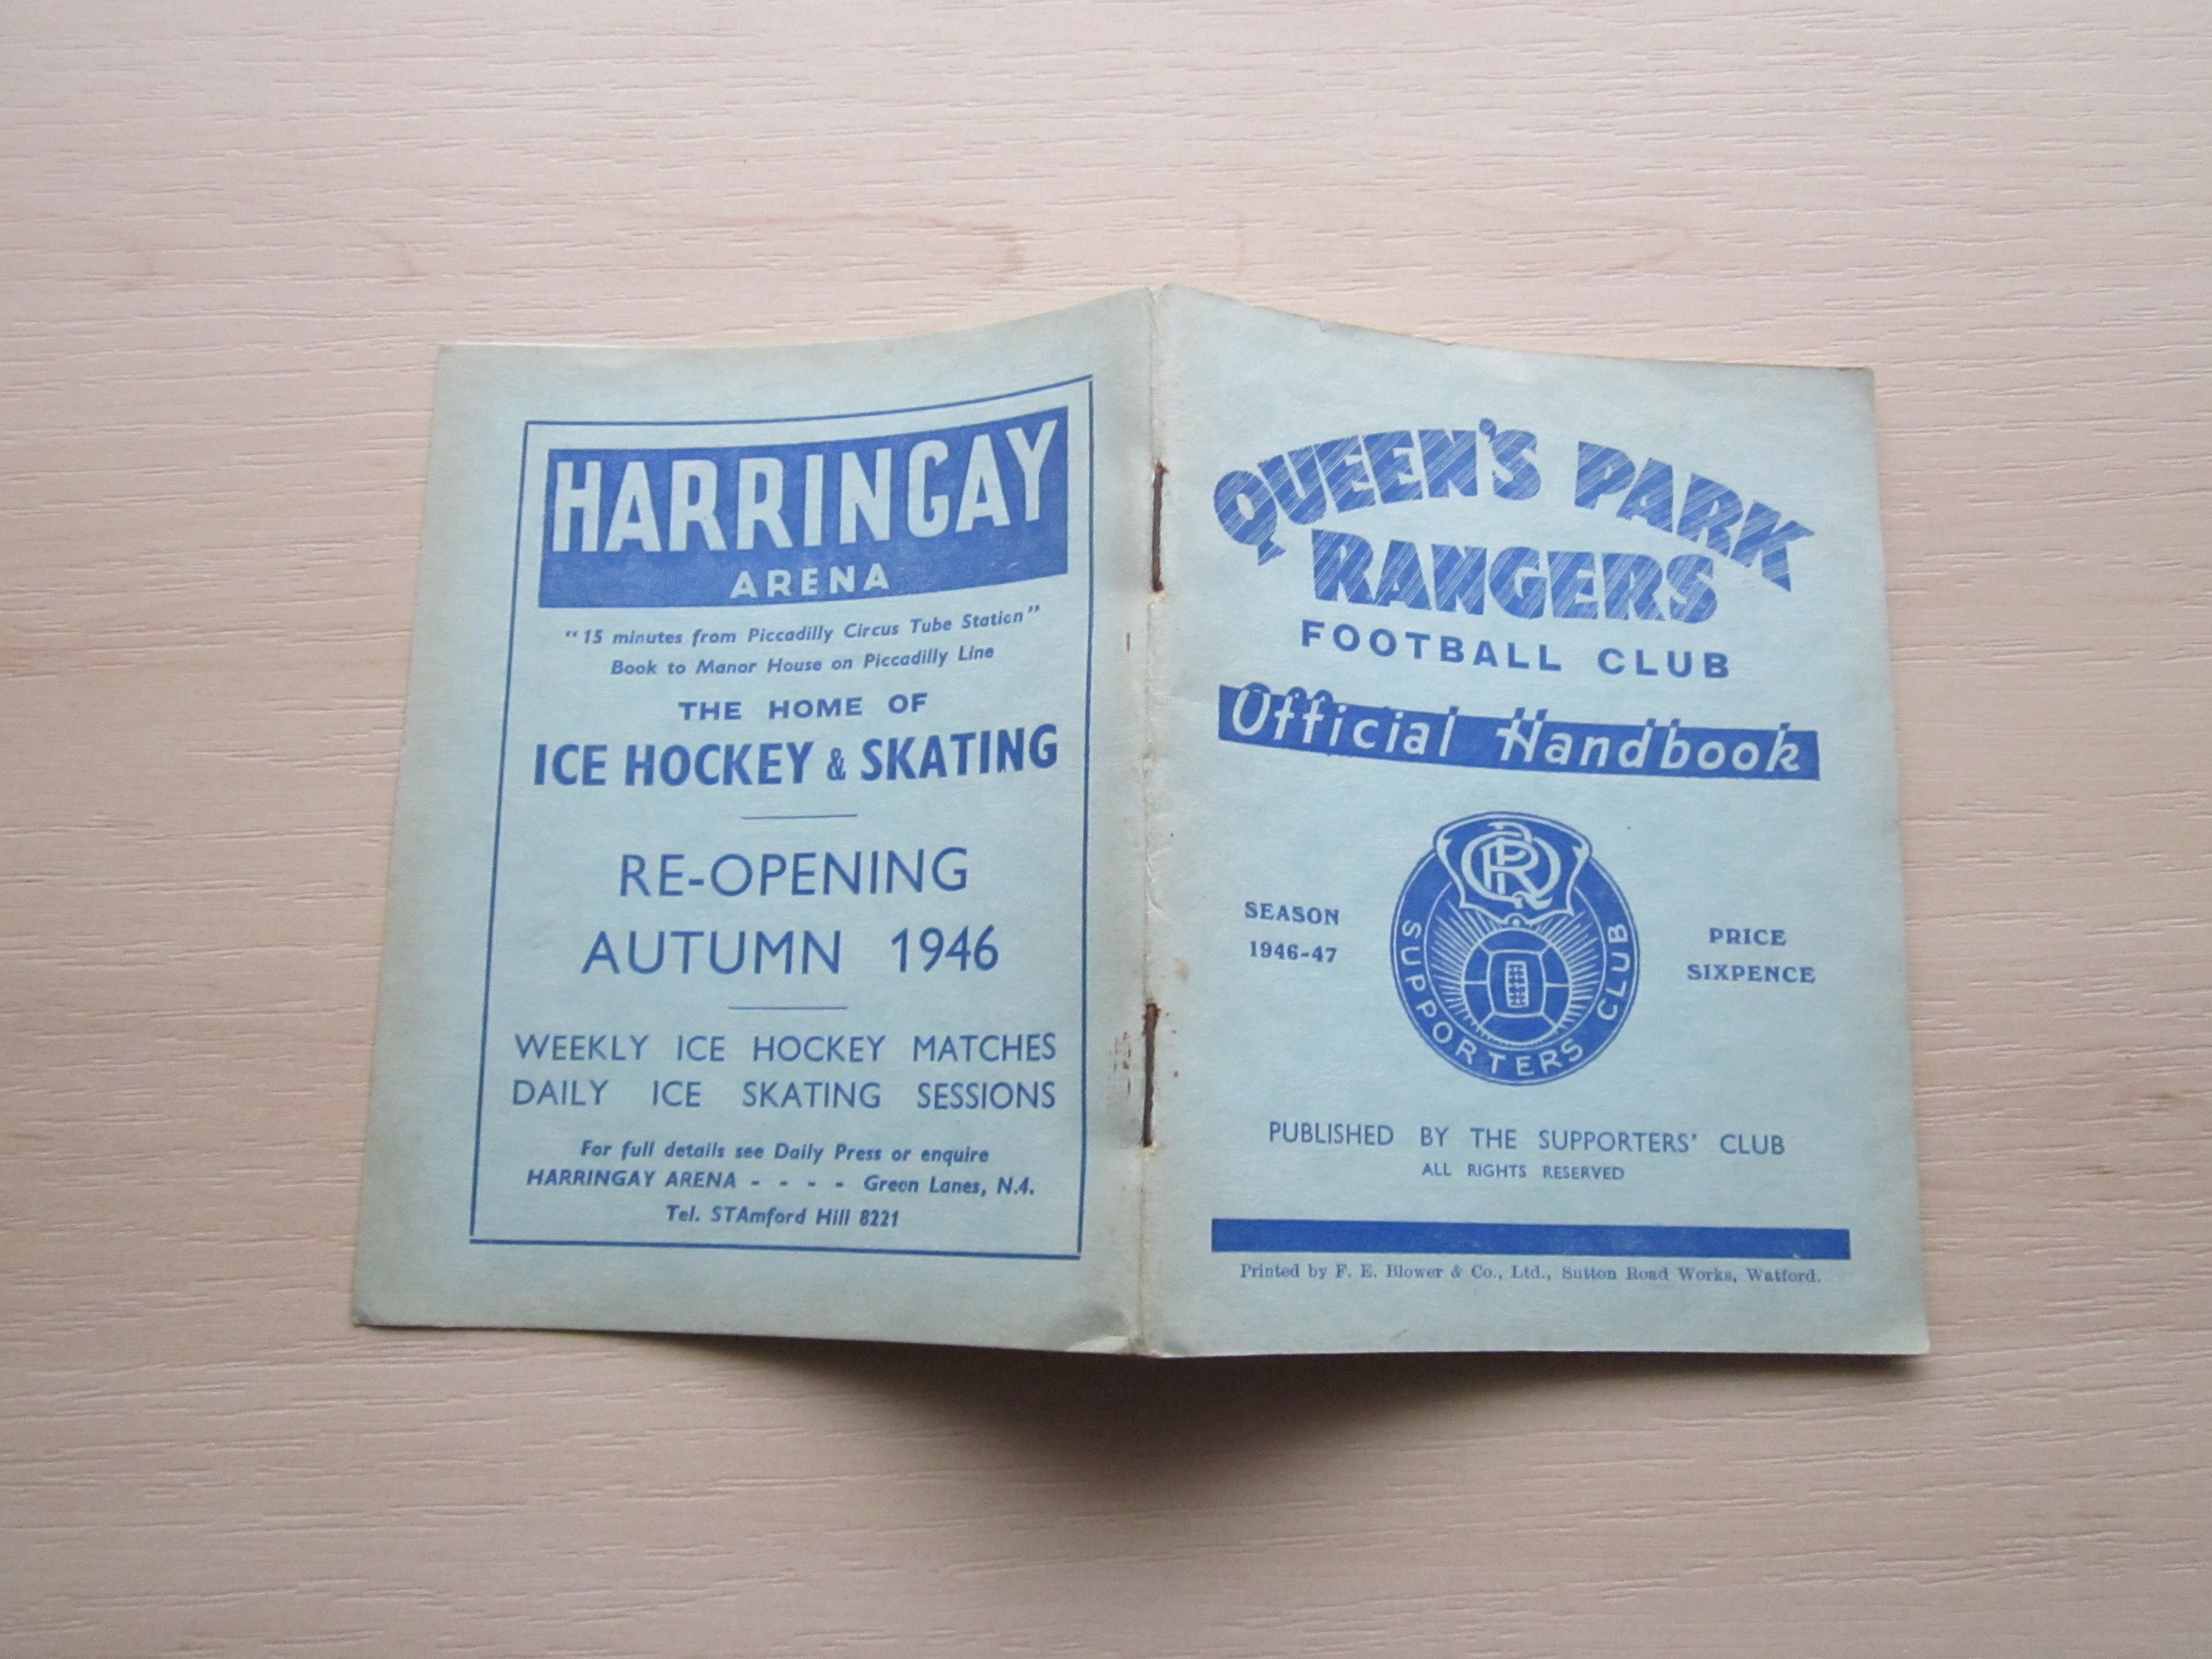 HARRINGAY
ARENA
"15 minutes from Piccadilly Circus Tube Station"
Book to Manor House on Piccadilly Line
THE HOME OF
ICE HOCKEY & SKATING
RE-OPENING
AUTUMN 1946
WEEKLY ICE HOCKEY MATCHES
DAILY ICE SKATING SESSIONS
For full details see Daily Press or enquire
HARRINGAY ARENA - - - - Green Lanes, N.4.
Tel. STAmford Hill 8221
QUEEN'S PARK
RANGERS
FOOTBALL CLUB
Official Handbook
SEASON
1946-47
QPR
SUPPORTERS CLUB
PRICE
SIXPENCE
PUBLISHED BY THE SUPPORTERS' CLUB
ALL RIGHTS RESERVED
Printed by F. E. Blower & Co., Ltd., Sutton Road Works, Watford.